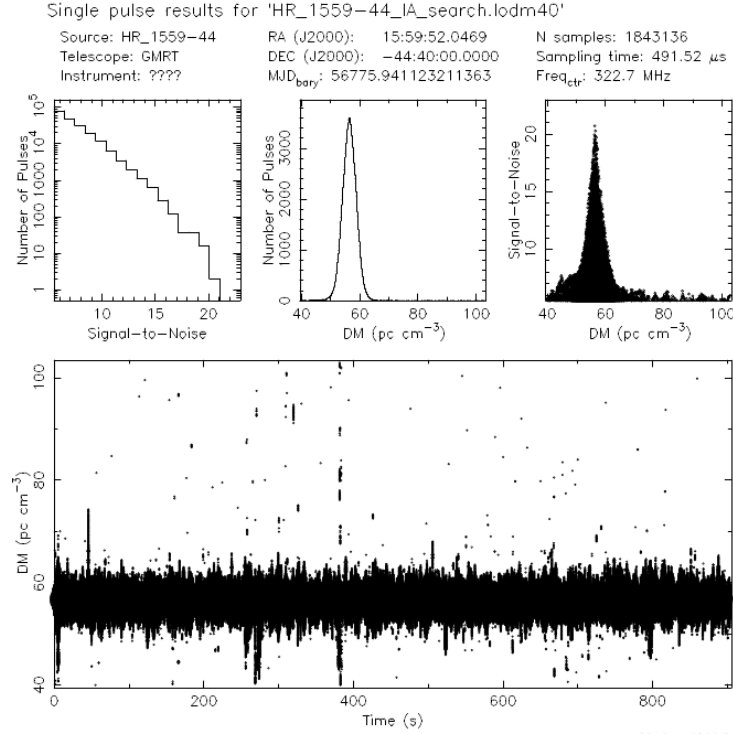 Single pulse results for 'HR_1559-44_IA_search.lodm40'
Source: HR_1559-44 RA (J2000): 15:59:52.0469 N samples: 1843136
Telescope: GMRT DEC (J2000): -44:40:00.0000 Sampling time: 491.52 μs
Instrument: ???? MJD_bary: 56775.941123211363 Freq_ctr: 322.7 MHz
Number of Pulses
1 10 100 1000 10^4 10^5
10 15 20
Signal-to-Noise
Number of Pulses
0 1000 2000 3000
40 60 80 100
DM (pc cm^-3)
Signal-to-Noise
10 15 20
40 60 80 100
DM (pc cm^-3)
DM (pc cm^-3)
40 60 80 100
0 200 400 600 800
Time (s)